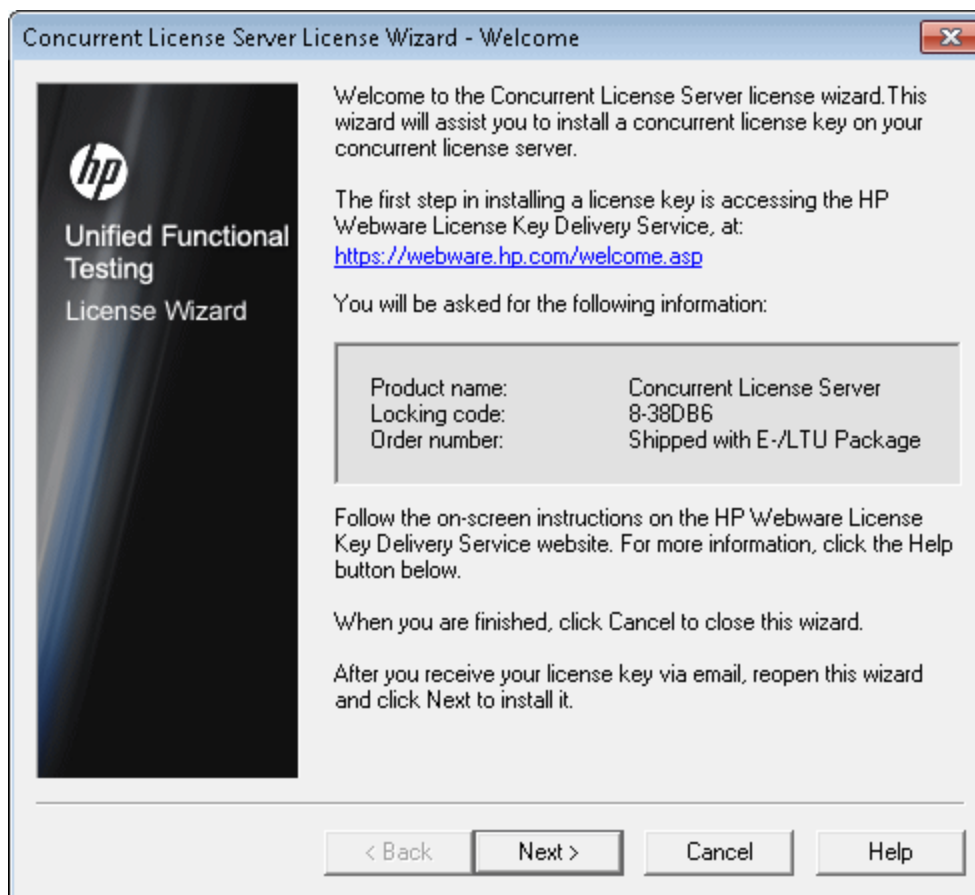 Concurrent License Server License Wizard - Welcome
hp
Unified Functional
Testing
License Wizard
Welcome to the Concurrent License Server license wizard.This
wizard will assist you to install a concurrent license key on your
concurrent license server.
The first step in installing a license key is accessing the HP
Webware License Key Delivery Service, at:
https://webware.hp.com/welcome.asp
You will be asked for the following information:
Product name: Concurrent License Server
Locking code: 8-38DB6
Order number: Shipped with E-/LTU Package
Follow the on-screen instructions on the HP Webware License
Key Delivery Service website. For more information, click the Help
button below.
When you are finished, click Cancel to close this wizard.
After you receive your license key via email, reopen this wizard
and click Next to install it.
< Back Next > Cancel Help